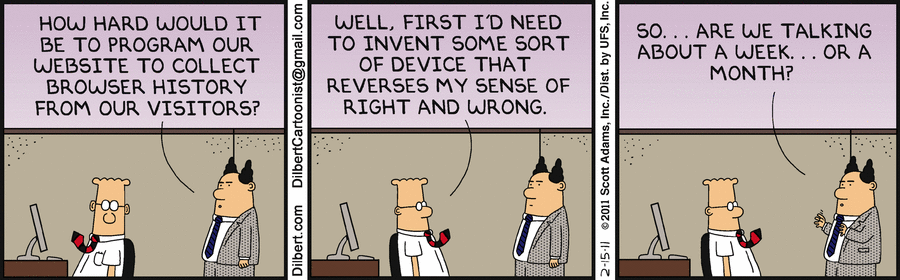 HOW HARD WOULD IT
BE TO PROGRAM OUR
WEBSITE TO COLLECT
BROWSER HISTORY
FROM OUR VISITORS?
Dilbert.com DilbertCartoonist@gmail.com
WELL, FIRST I'D NEED
TO INVENT SOME SORT
OF DEVICE THAT
REVERSES MY SENSE OF
RIGHT AND WRONG.
2-15-11 © 2011 Scott Adams, Inc./Dist. by UFS, Inc.
SO... ARE WE TALKING
ABOUT A WEEK... OR A
MONTH?